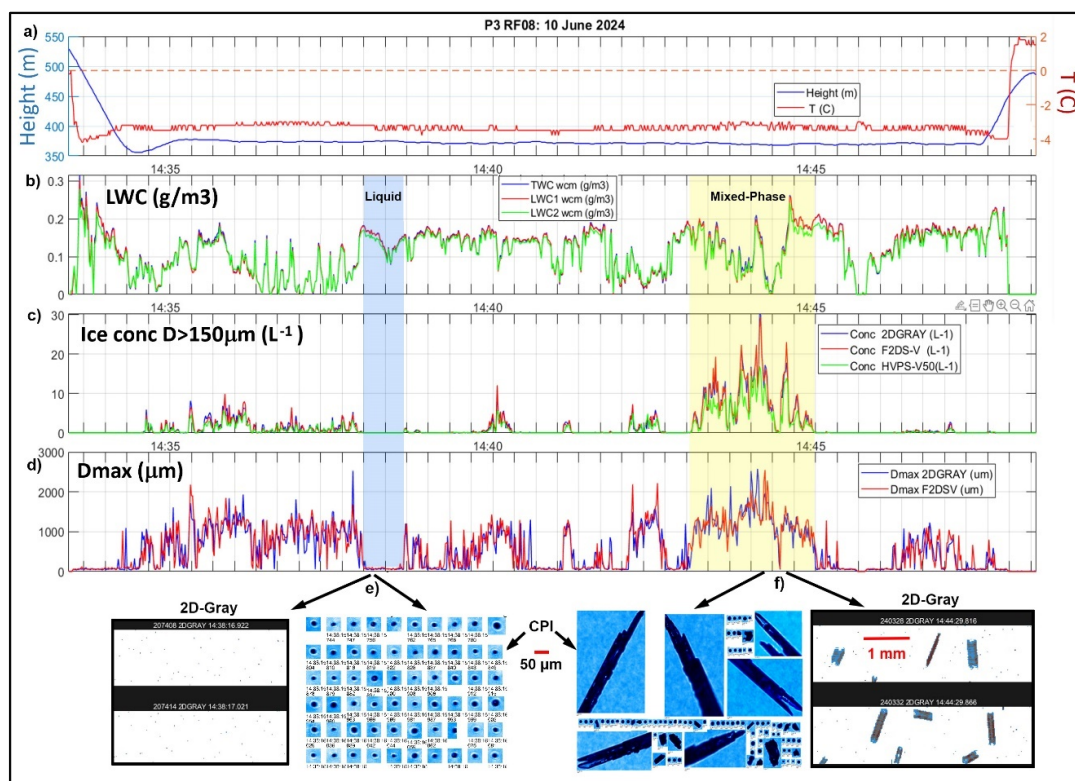 P3 RF08: 10 June 2024
a)
550
500
450
400
350
Height (m)
2
0
-2
-4
T (C)
Height (m)
T (C)
14:35
14:40
14:45
b)
0.3
0.2
0.1
0
LWC (g/m3)
Liquid
TWC wcm (g/m3)
LWC1 wcm (g/m3)
LWC2 wcm (g/m3)
Mixed-Phase
14:35
14:40
14:45
c)
30
20
10
0
Ice conc D>150μm (L-1)
Conc 2DGRAY (L-1)
Conc F2DS-V (L-1)
Conc HVPS-V50(L-1)
14:35
14:40
14:45
d)
3000
2000
1000
0
Dmax (μm)
Dmax 2DGRAY (um)
Dmax F2DSV (um)
e)
f)
2D-Gray
207408 2DGRAY 14:38:16.922
207414 2DGRAY 14:38:17.021
CPI
50 μm
2D-Gray
240328 2DGRAY 14:44:29.816
1 mm
240332 2DGRAY 14:44:29.866